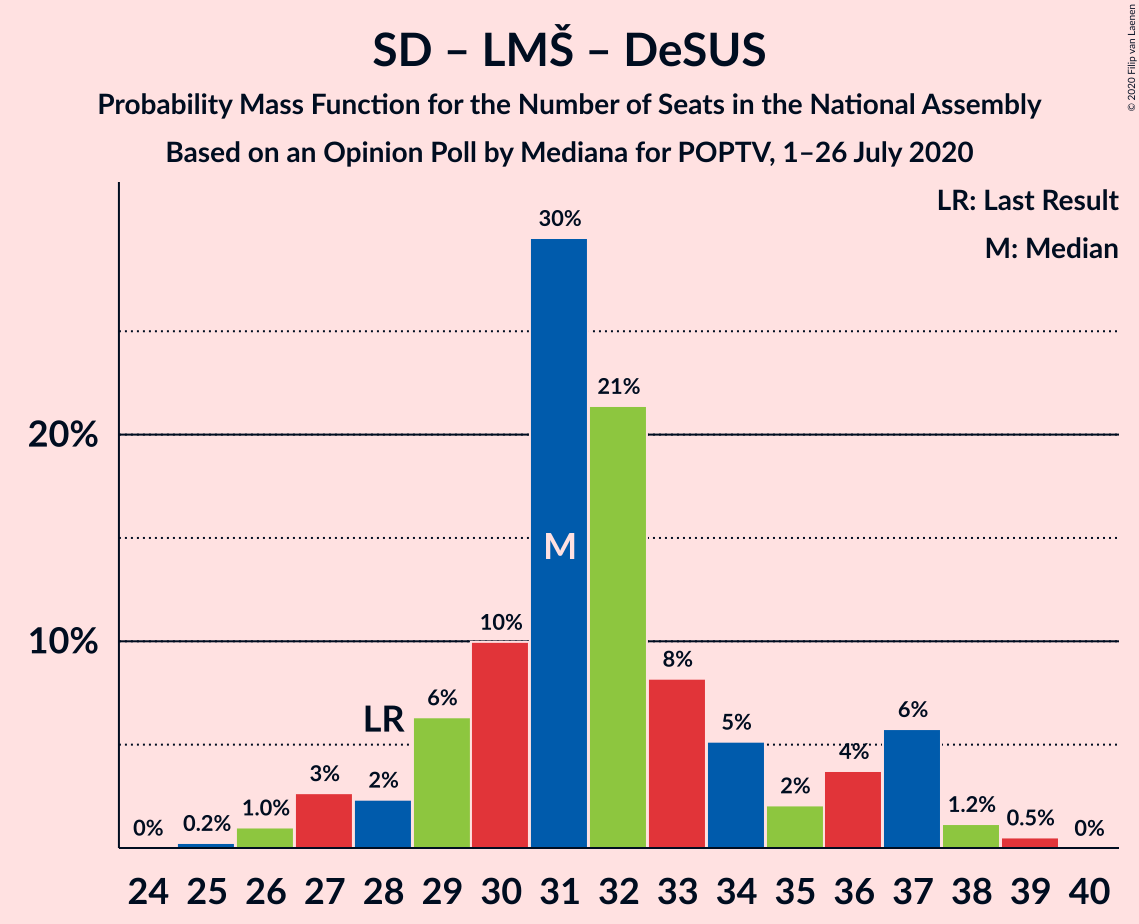 SD – LMŠ – DeSUS
Probability Mass Function for the Number of Seats in the National Assembly
Based on an Opinion Poll by Mediana for POPTV, 1–26 July 2020
© 2020 Filip van Laenen
LR: Last Result
M: Median
20%
10%
0%
0.2%
1.0%
3%
2%
6%
10%
30%
21%
8%
5%
2%
4%
6%
1.2%
0.5%
0%
LR
M
24 25 26 27 28 29 30 31 32 33 34 35 36 37 38 39 40